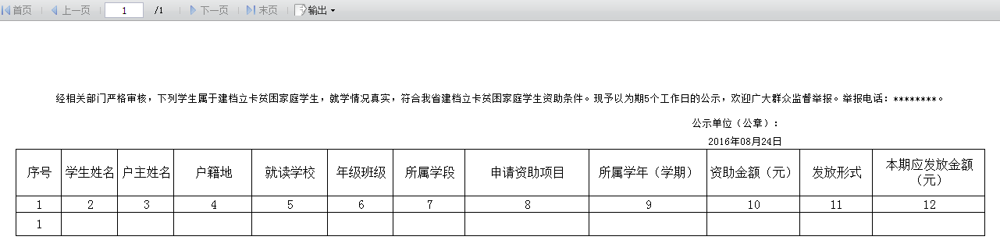 首页 上一页 1 /1 下一页 末页 输出
经相关部门严格审核，下列学生属于建档立卡贫困家庭学生，就学情况真实，符合我省建档立卡贫困家庭学生资助条件。现予以为期5个工作日的公示，欢迎广大群众监督举报。举报电话：********。
公示单位（公章）：
2016年08月24日
序号 学生姓名 户主姓名 户籍地 就读学校 年级班级 所属学段 申请资助项目 所属学年（学期） 资助金额（元） 发放形式 本期应发放金额
（元）
1 2 3 4 5 6 7 8 9 10 11 12
1